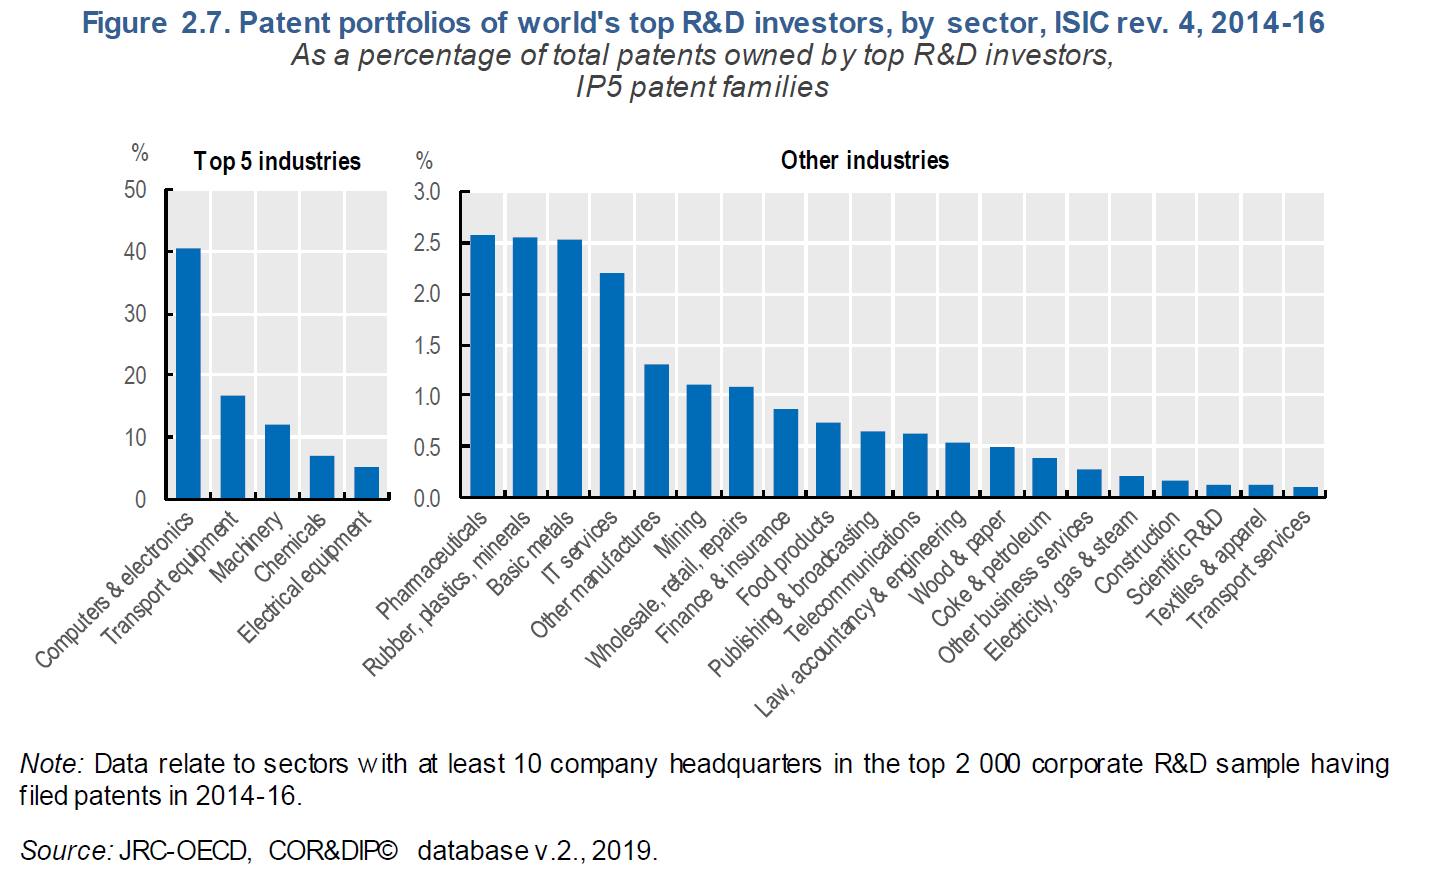 Figure 2.7. Patent portfolios of world's top R&D investors, by sector, ISIC rev. 4, 2014-16
As a percentage of total patents owned by top R&D investors,
IP5 patent families
%
Top 5 industries
50
40
30
20
10
0
Computers & electronics
Transport equipment
Machinery
Chemicals
Electrical equipment
%
Other industries
3.0
2.5
2.0
1.5
1.0
0.5
0.0
Pharmaceuticals
Rubber, plastics, minerals
Basic metals
IT services
Other manufactures
Mining
Wholesale, retail, repairs
Finance & insurance
Food products
Publishing & broadcasting
Telecommunications
Law, accountancy & engineering
Wood & paper
Coke & petroleum
Other business services
Electricity, gas & steam
Construction
Scientific R&D
Textiles & apparel
Transport services
Note: Data relate to sectors with at least 10 company headquarters in the top 2 000 corporate R&D sample having
filed patents in 2014-16.
Source: JRC-OECD, COR&DIP© database v.2., 2019.